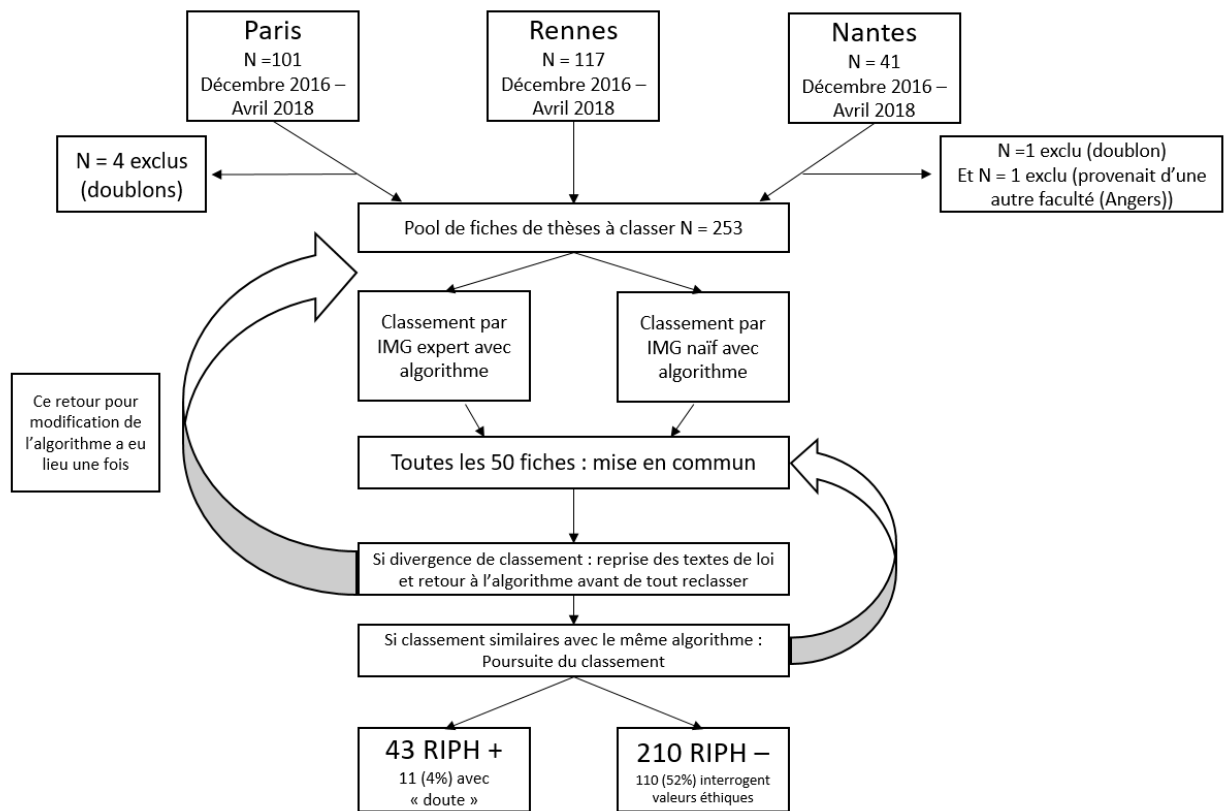 Paris
N =101
Décembre 2016 –
Avril 2018
Rennes
N = 117
Décembre 2016 –
Avril 2018
Nantes
N = 41
Décembre 2016 –
Avril 2018
N = 4 exclus
(doublons)
N =1 exclu (doublon)
Et N = 1 exclu (provenait d’une
autre faculté (Angers))
Pool de fiches de thèses à classer N = 253
Classement par
IMG expert avec
algorithme
Classement par
IMG naïf avec
algorithme
Ce retour pour
modification de
l’algorithme a eu
lieu une fois
Toutes les 50 fiches : mise en commun
Si divergence de classement : reprise des textes de loi
et retour à l’algorithme avant de tout reclasser
Si classement similaires avec le même algorithme :
Poursuite du classement
43 RIPH +
11 (4%) avec
« doute »
210 RIPH –
110 (52%) interrogent
valeurs éthiques